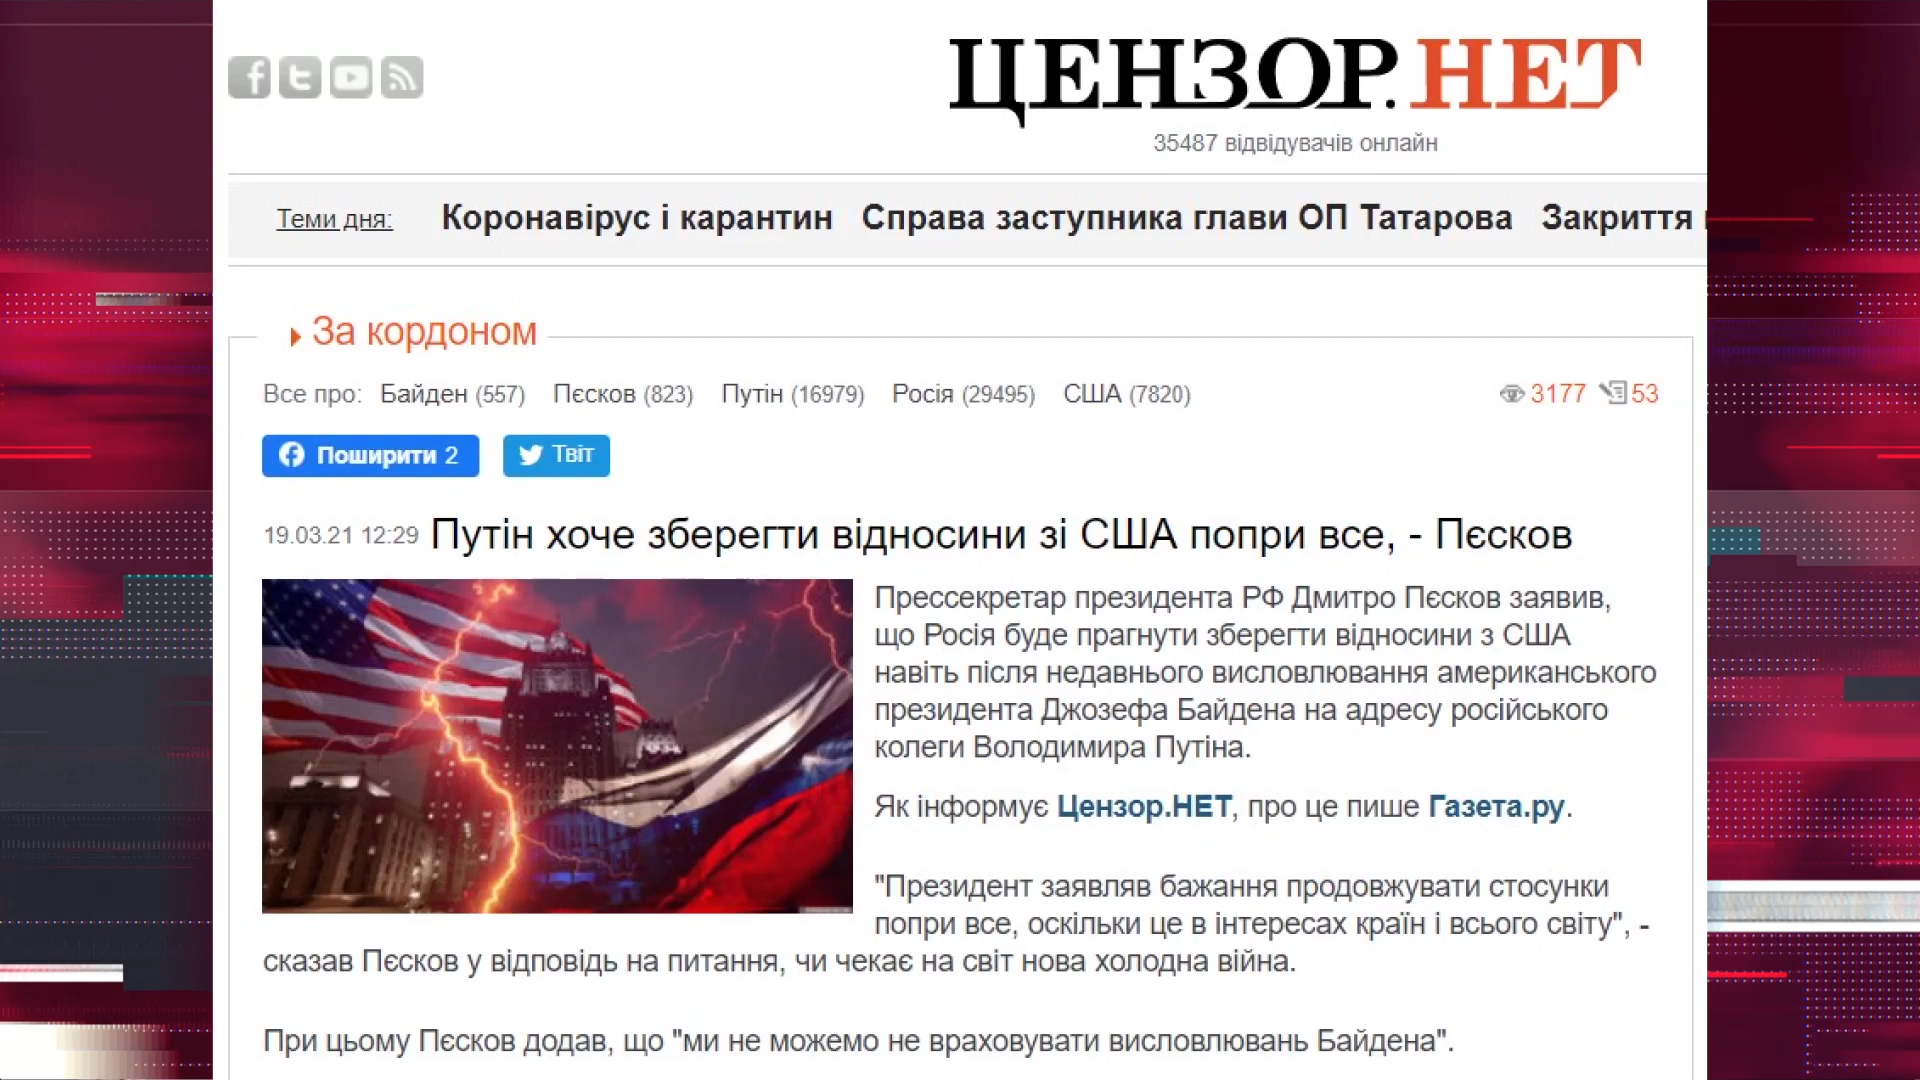 ЦЕНЗОР.НЕТ
35487 відвідувачів онлайн
Теми дня: Коронавірус і карантин Справа заступника глави ОП Татарова Закриття
За кордоном
Все про: Байден (557) Пєсков (823) Путін (16979) Росія (29495) США (7820) 3177 53
Поширити 2 Твіт
19.03.21 12:29 Путін хоче зберегти відносини зі США попри все, - Пєсков
Прессекретар президента РФ Дмитро Пєсков заявив,
що Росія буде прагнути зберегти відносини з США
навіть після недавнього висловлювання американського
президента Джозефа Байдена на адресу російського
колеги Володимира Путіна.
Як інформує Цензор.НЕТ, про це пише Газета.ру.
"Президент заявляв бажання продовжувати стосунки
попри все, оскільки це в інтересах країн і всього світу", -
сказав Пєсков у відповідь на питання, чи чекає на світ нова холодна війна.
При цьому Пєсков додав, що "ми не можемо не враховувати висловлювань Байдена".